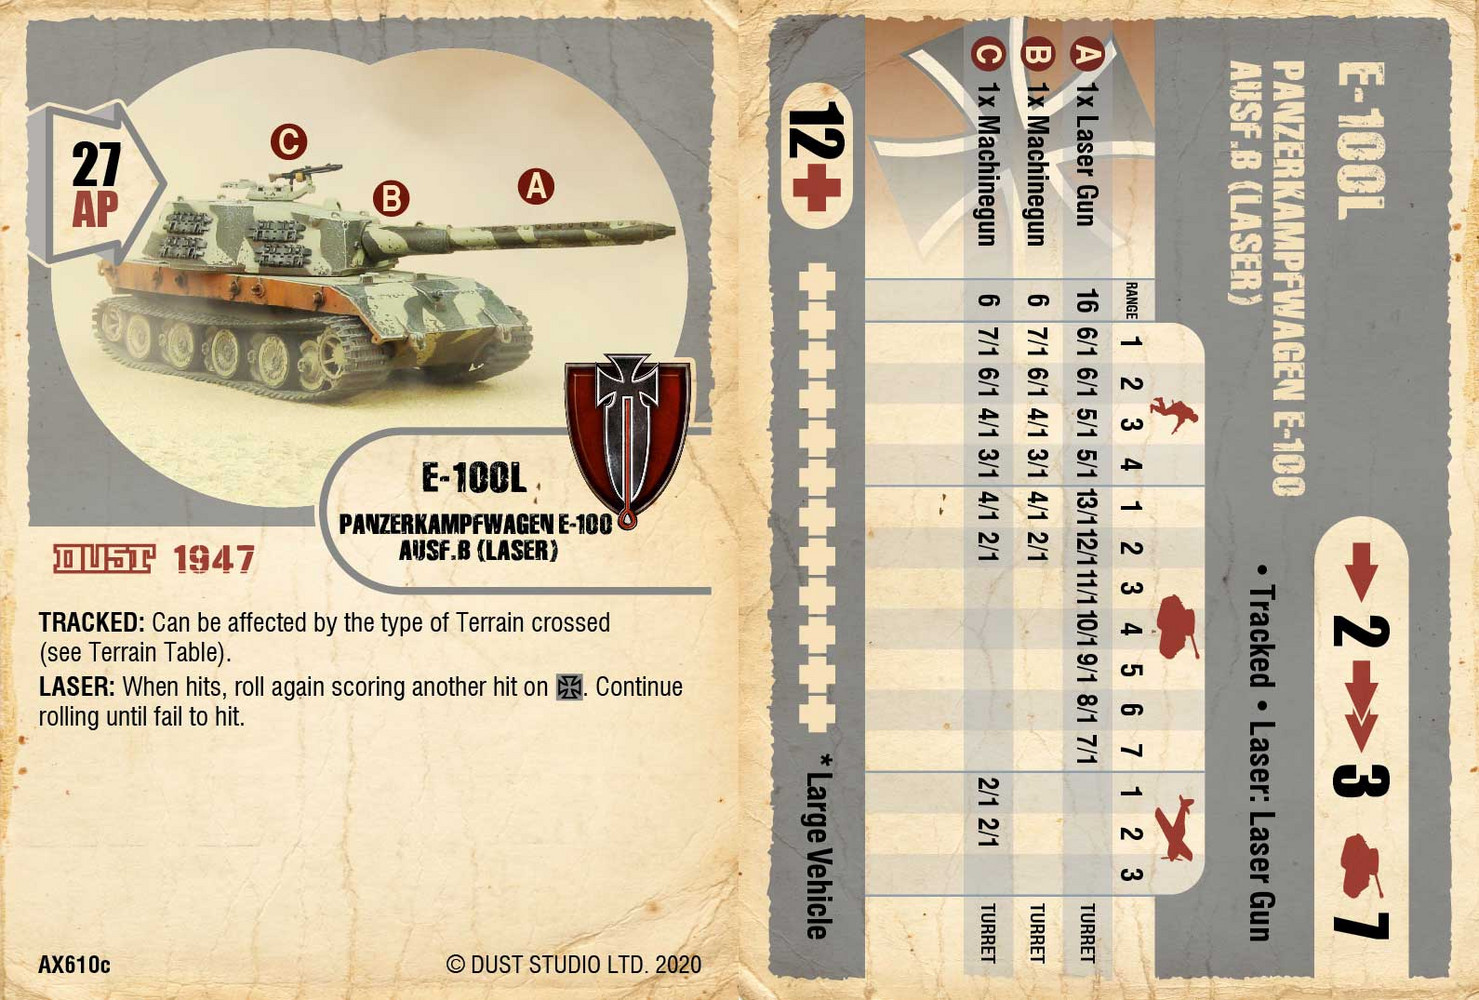 27
AP
C
B
A
E-100L
PANZERKAMPFWAGEN E-100
AUSF.B (LASER)
DUST 1947
TRACKED: Can be affected by the type of Terrain crossed
(see Terrain Table).
LASER: When hits, roll again scoring another hit on . Continue
rolling until fail to hit.
AX610c
© DUST STUDIO LTD. 2020
E-100L
PANZERKAMPFWAGEN E-100
AUSF.B (LASER)
2 3 7
• Tracked • Laser: Laser Gun
RANGE 1 2 3 4 1 2 3 4 5 6 7 1 2 3
A 1x Laser Gun 16 6/1 6/1 5/1 5/1 13/1 12/1 11/1 10/1 9/1 8/1 7/1 TURRET
B 1x Machinegun 6 7/1 6/1 4/1 3/1 4/1 2/1 TURRET
C 1x Machinegun 6 7/1 6/1 4/1 3/1 4/1 2/1 2/1 2/1 TURRET
12+
* Large Vehicle